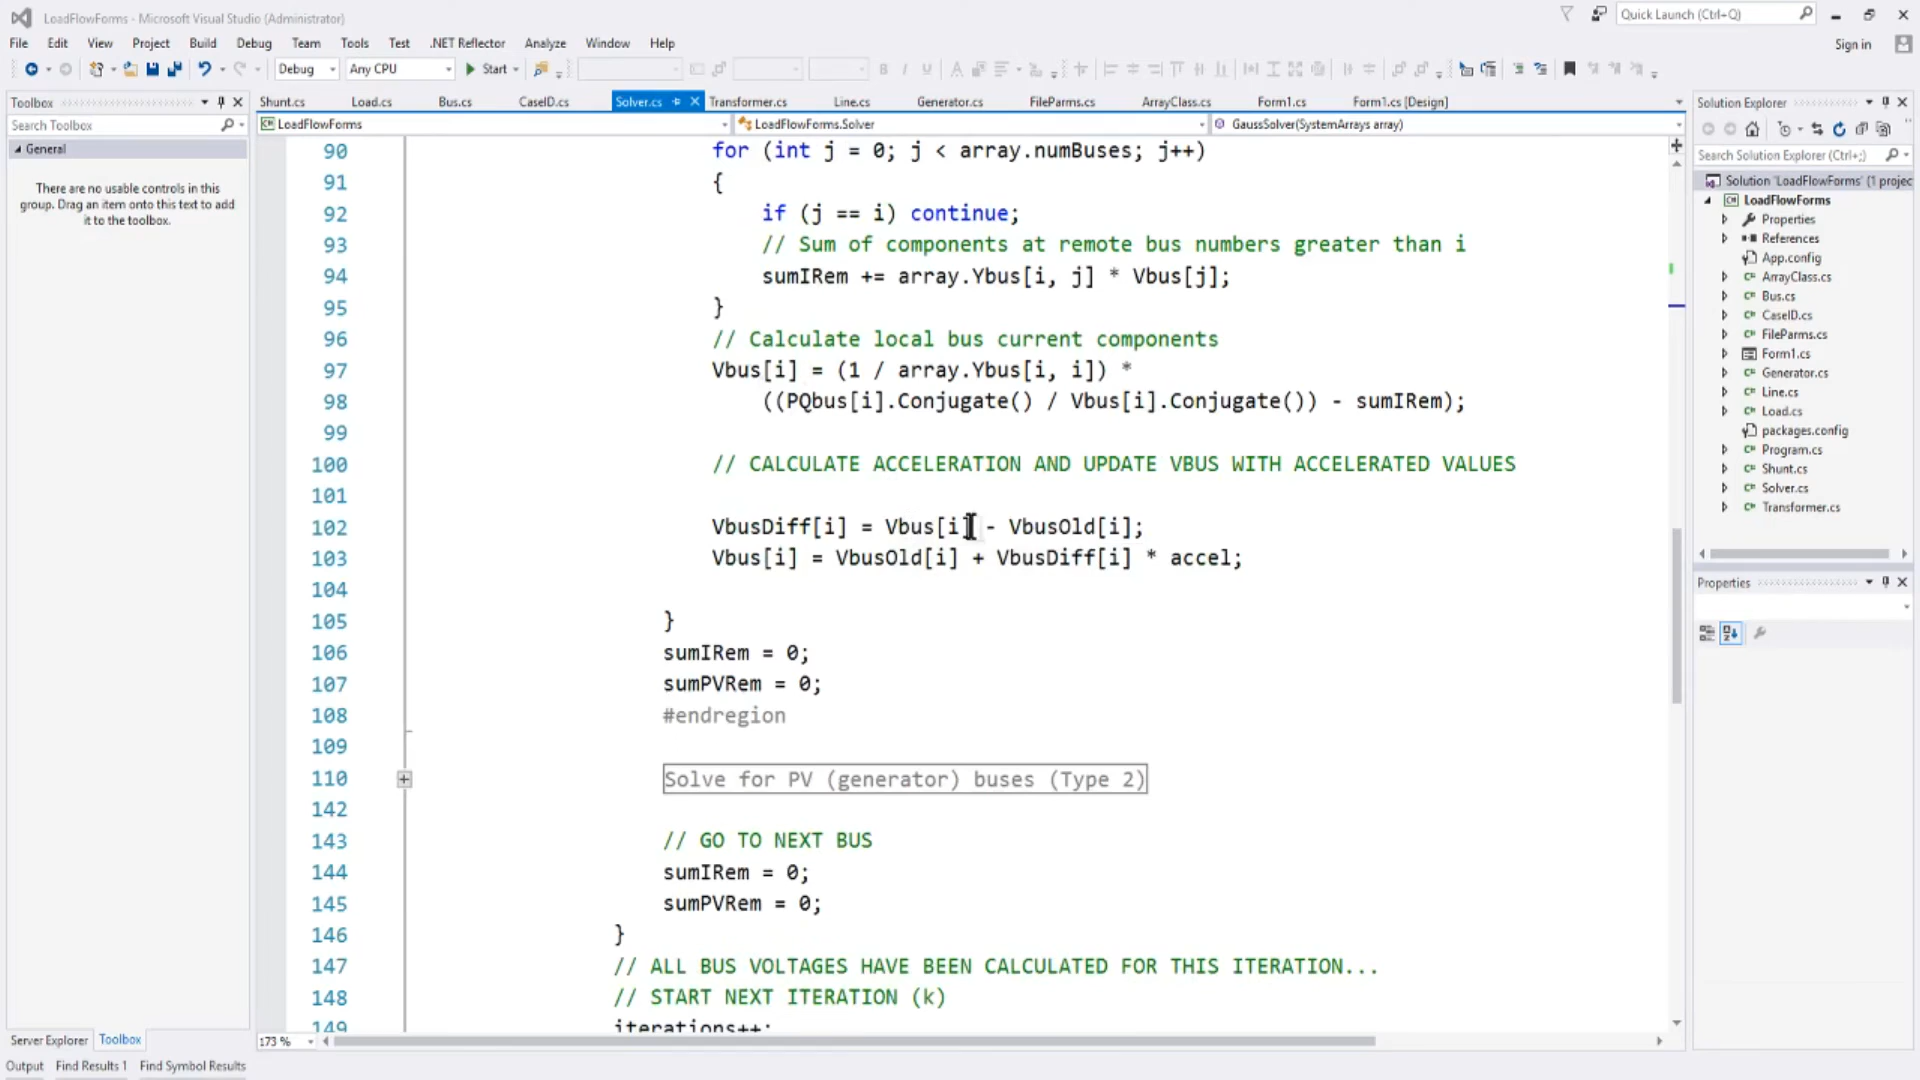 LoadFlowForms - Microsoft Visual Studio (Administrator)
Quick Launch (Ctrl+Q)
File Edit View Project Build Debug Team Tools Test .NET Reflector Analyze Window Help
Sign in
Debug Any CPU Start
Toolbox
Search Toolbox
General
There are no usable controls in this
group. Drag an item onto this text to add
it to the toolbox.
Shunt.cs Load.cs Bus.cs CaseID.cs Solver.cs Transformer.cs Line.cs Generator.cs FileParms.cs ArrayClass.cs Form1.cs Form1.cs [Design]
LoadFlowForms LoadFlowForms.Solver GaussSolver(SystemArrays array)
90 for (int j = 0; j < array.numBuses; j++)
91 {
92 if (j == i) continue;
93 // Sum of components at remote bus numbers greater than i
94 sumIRem += array.Ybus[i, j] * Vbus[j];
95 }
96 // Calculate local bus current components
97 Vbus[i] = (1 / array.Ybus[i, i]) *
98 ((PQbus[i].Conjugate() / Vbus[i].Conjugate()) - sumIRem);
99
100 // CALCULATE ACCELERATION AND UPDATE VBUS WITH ACCELERATED VALUES
101
102 VbusDiff[i] = Vbus[i] - VbusOld[i];
103 Vbus[i] = VbusOld[i] + VbusDiff[i] * accel;
104
105 }
106 sumIRem = 0;
107 sumPVRem = 0;
108 #endregion
109
110 Solve for PV (generator) buses (Type 2)
142
143 // GO TO NEXT BUS
144 sumIRem = 0;
145 sumPVRem = 0;
146 }
147 // ALL BUS VOLTAGES HAVE BEEN CALCULATED FOR THIS ITERATION...
148 // START NEXT ITERATION (k)
149 iterations++;
173 %
Solution Explorer
Search Solution Explorer (Ctrl+;)
Solution 'LoadFlowForms' (1 projec
LoadFlowForms
Properties
References
App.config
ArrayClass.cs
Bus.cs
CaseID.cs
FileParms.cs
Form1.cs
Generator.cs
Line.cs
Load.cs
packages.config
Program.cs
Shunt.cs
Solver.cs
Transformer.cs
Properties
Server Explorer Toolbox
Output Find Results 1 Find Symbol Results